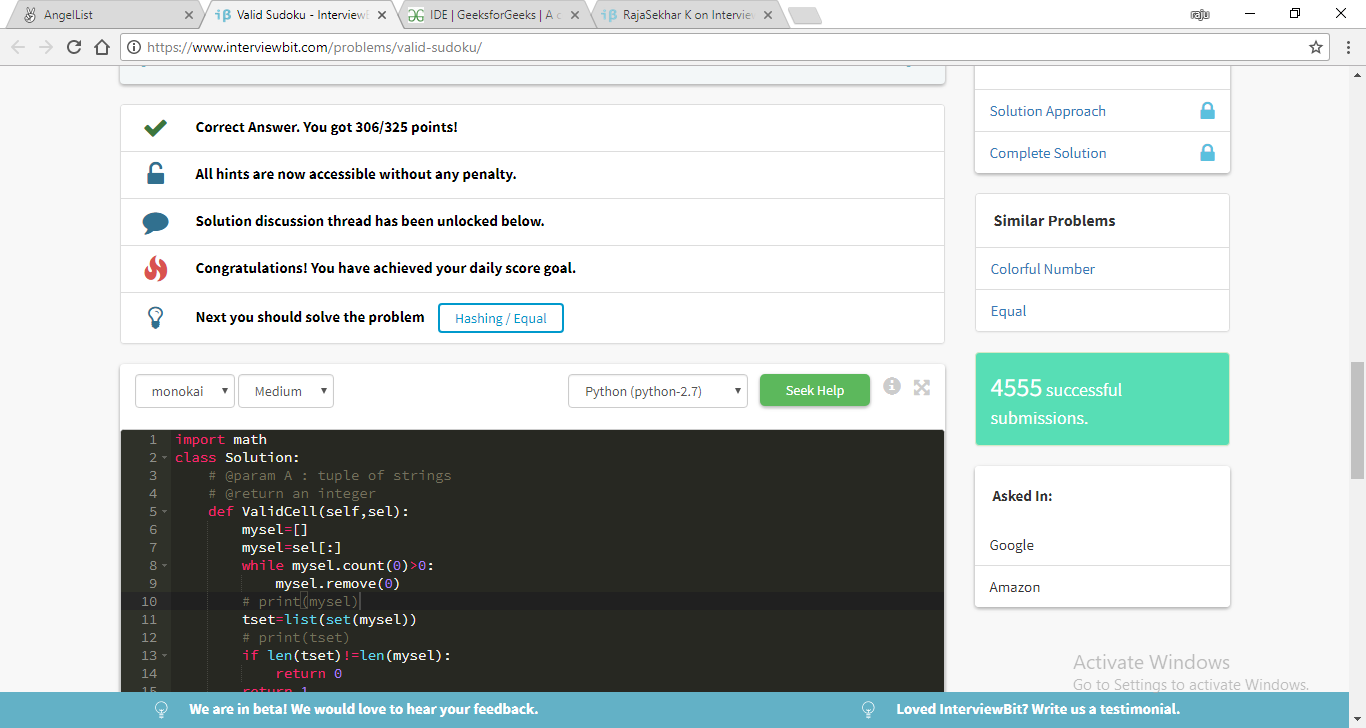 AngelList
Valid Sudoku - Interview
IDE | GeeksforGeeks | A c
RajaSekhar K on Interview
raju
https://www.interviewbit.com/problems/valid-sudoku/
Correct Answer. You got 306/325 points!
All hints are now accessible without any penalty.
Solution discussion thread has been unlocked below.
Congratulations! You have achieved your daily score goal.
Next you should solve the problem Hashing / Equal
monokai Medium Python (python-2.7) Seek Help
1 import math
2 class Solution:
3 # @param A : tuple of strings
4 # @return an integer
5 def ValidCell(self,sel):
6 mysel=[]
7 mysel=sel[:]
8 while mysel.count(0)>0:
9 mysel.remove(0)
10 # print(mysel)
11 tset=list(set(mysel))
12 # print(tset)
13 if len(tset)!=len(mysel):
14 return 0
15 return 1
Solution Approach
Complete Solution
Similar Problems
Colorful Number
Equal
4555 successful
submissions.
Asked In:
Google
Amazon
Activate Windows
Go to Settings to activate Windows.
We are in beta! We would love to hear your feedback.
Loved InterviewBit? Write us a testimonial.